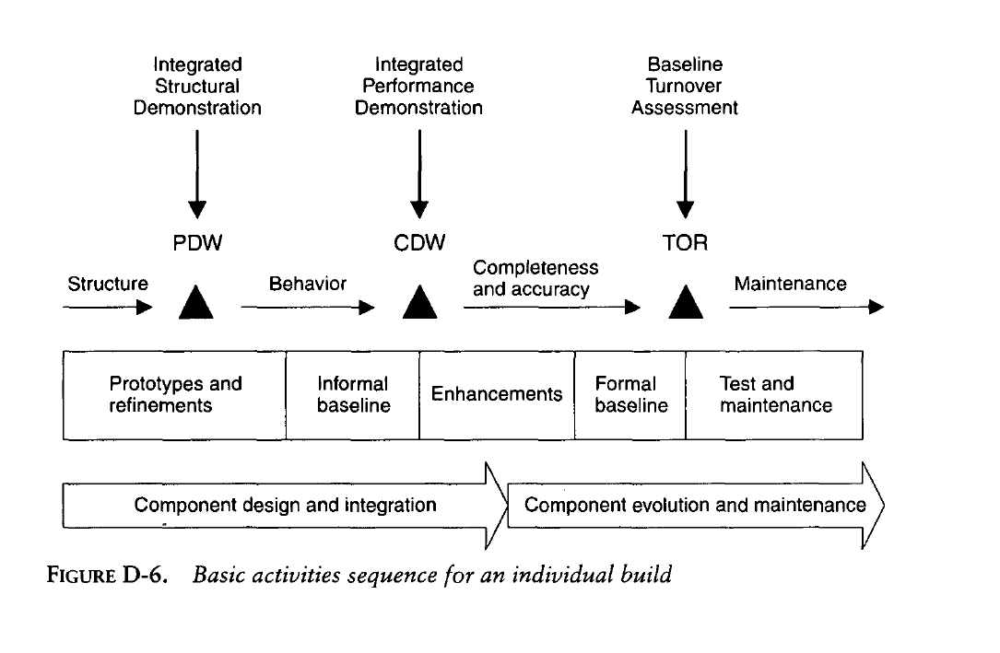 Integrated
Structural
Demonstration
Integrated
Performance
Demonstration
Baseline
Turnover
Assessment
PDW
CDW
TOR
Structure
Behavior
Completeness
and accuracy
Maintenance
Prototypes and
refinements
Informal
baseline
Enhancements
Formal
baseline
Test and
maintenance
Component design and integration
Component evolution and maintenance
FIGURE D-6. Basic activities sequence for an individual build